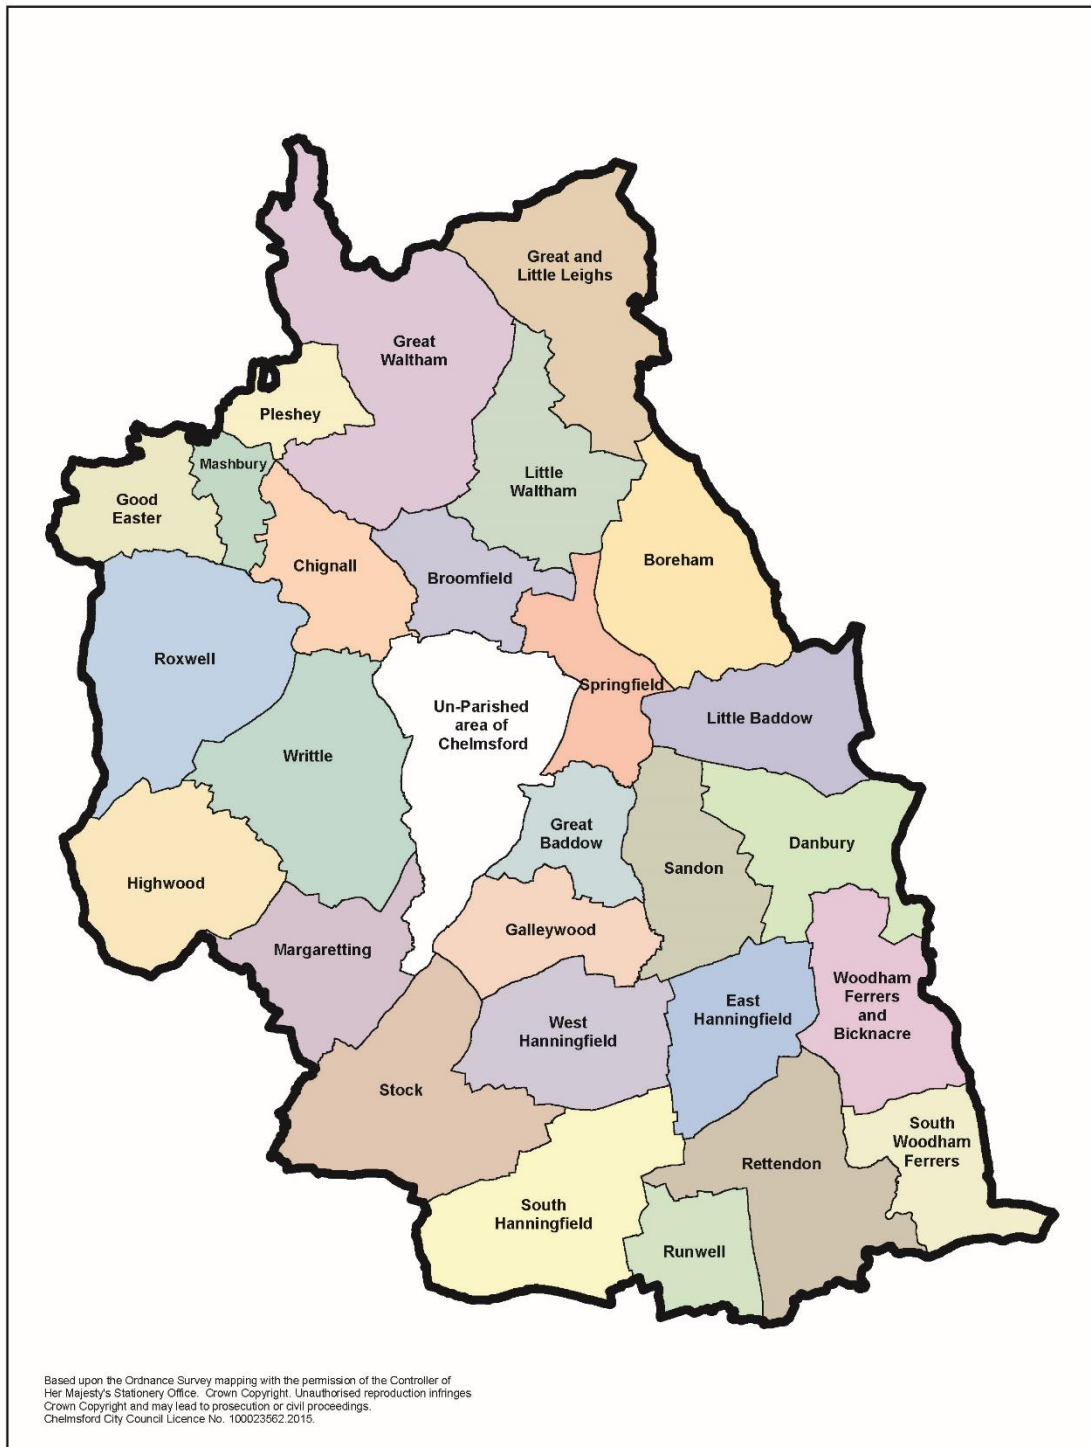 Great and
Little Leighs
Great
Waltham
Pleshey
Mashbury
Good
Easter
Little
Waltham
Chignall
Broomfield
Boreham
Roxwell
Springfield
Un-Parished
area of
Chelmsford
Little Baddow
Writtle
Great
Baddow
Danbury
Sandon
Highwood
Galleywood
Margaretting
Woodham
Ferrers
and
Bicknacre
East
Hanningfield
West
Hanningfield
Stock
South
Woodham
Ferrers
Rettendon
South
Hanningfield
Runwell
Based upon the Ordnance Survey mapping with the permission of the Controller of
Her Majesty's Stationery Office. Crown Copyright. Unauthorised reproduction infringes
Crown Copyright and may lead to prosecution or civil proceedings.
Chelmsford City Council Licence No. 100023562.2015.